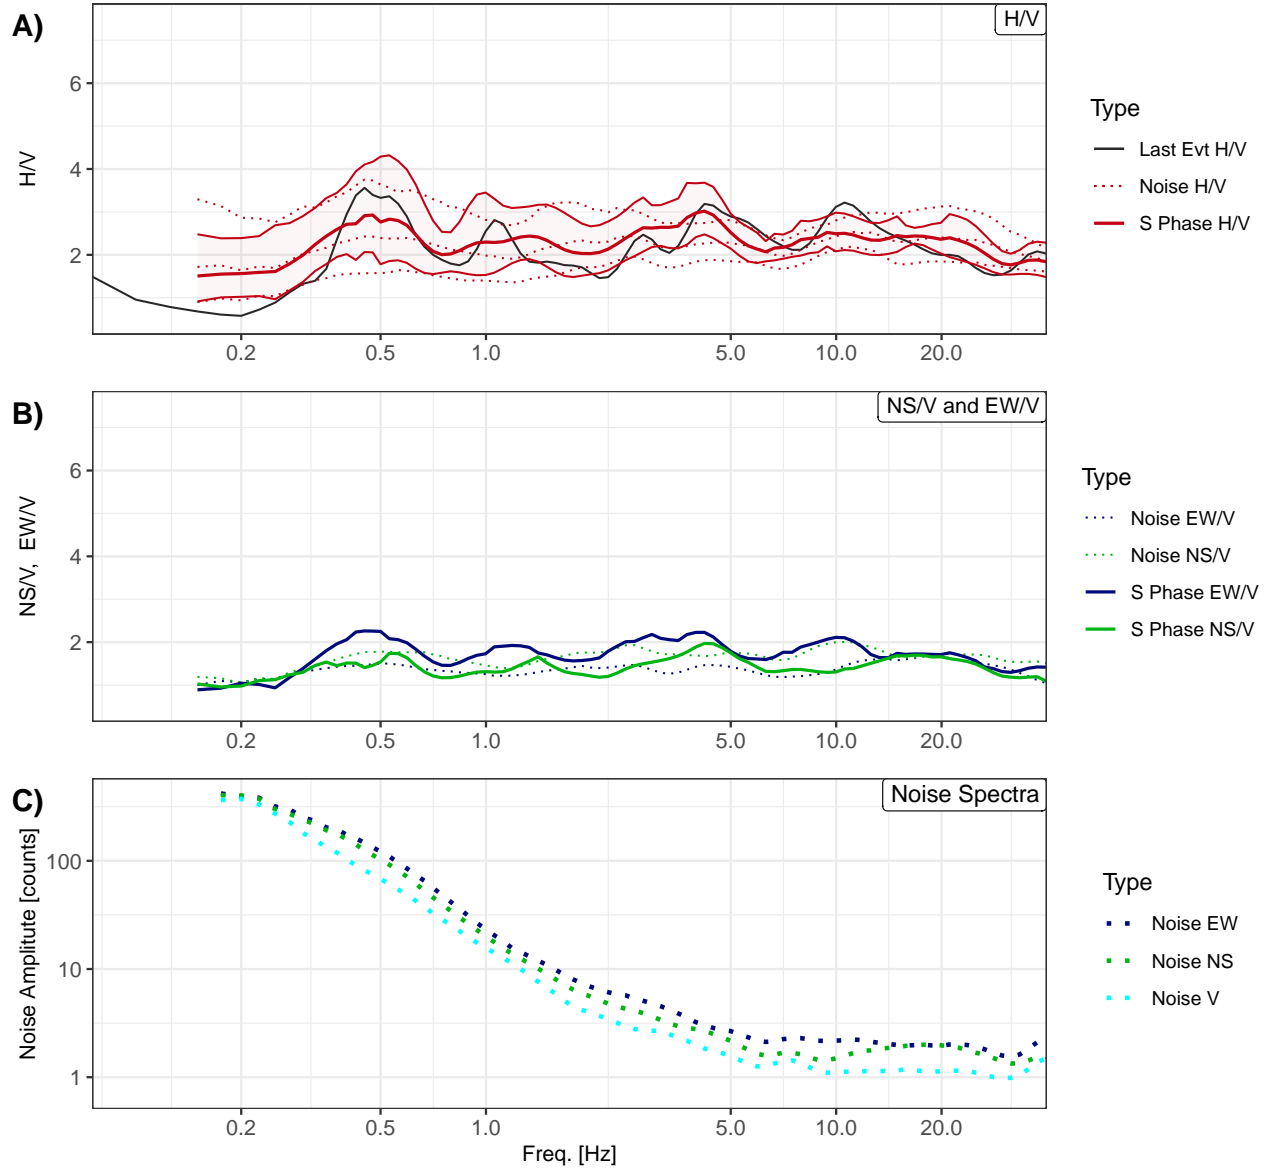 A)
H/V
6
4
2
H/V
0.2 0.5 1.0 5.0 10.0 20.0
Type
Last Evt H/V
Noise H/V
S Phase H/V
B)
NS/V and EW/V
6
4
2
NS/V,  EW/V
0.2 0.5 1.0 5.0 10.0 20.0
Type
Noise EW/V
Noise NS/V
S Phase EW/V
S Phase NS/V
C)
Noise Spectra
100
10
1
Noise Amplitute [counts]
0.2 0.5 1.0 5.0 10.0 20.0
Freq. [Hz]
Type
Noise EW
Noise NS
Noise V